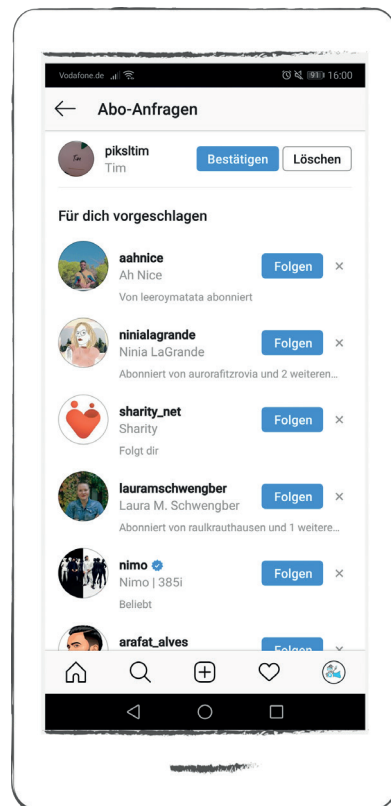 Vodafone.de 91 16:00
Abo-Anfragen
piksltim
Tim
Bestätigen Löschen
Für dich vorgeschlagen
aahnice
Ah Nice
Folgen ×
Von leeroymatata abonniert
ninialagrande
Ninia LaGrande
Folgen ×
Abonniert von aurorafitzrovia und 2 weiteren...
sharity_net
Sharity
Folgen ×
Folgt dir
lauramschwengber
Laura M. Schwengber
Folgen ×
Abonniert von raulkrauthausen und 1 weitere...
nimo
Nimo | 385i
Folgen ×
Beliebt
arafat_alves
Folgen ×